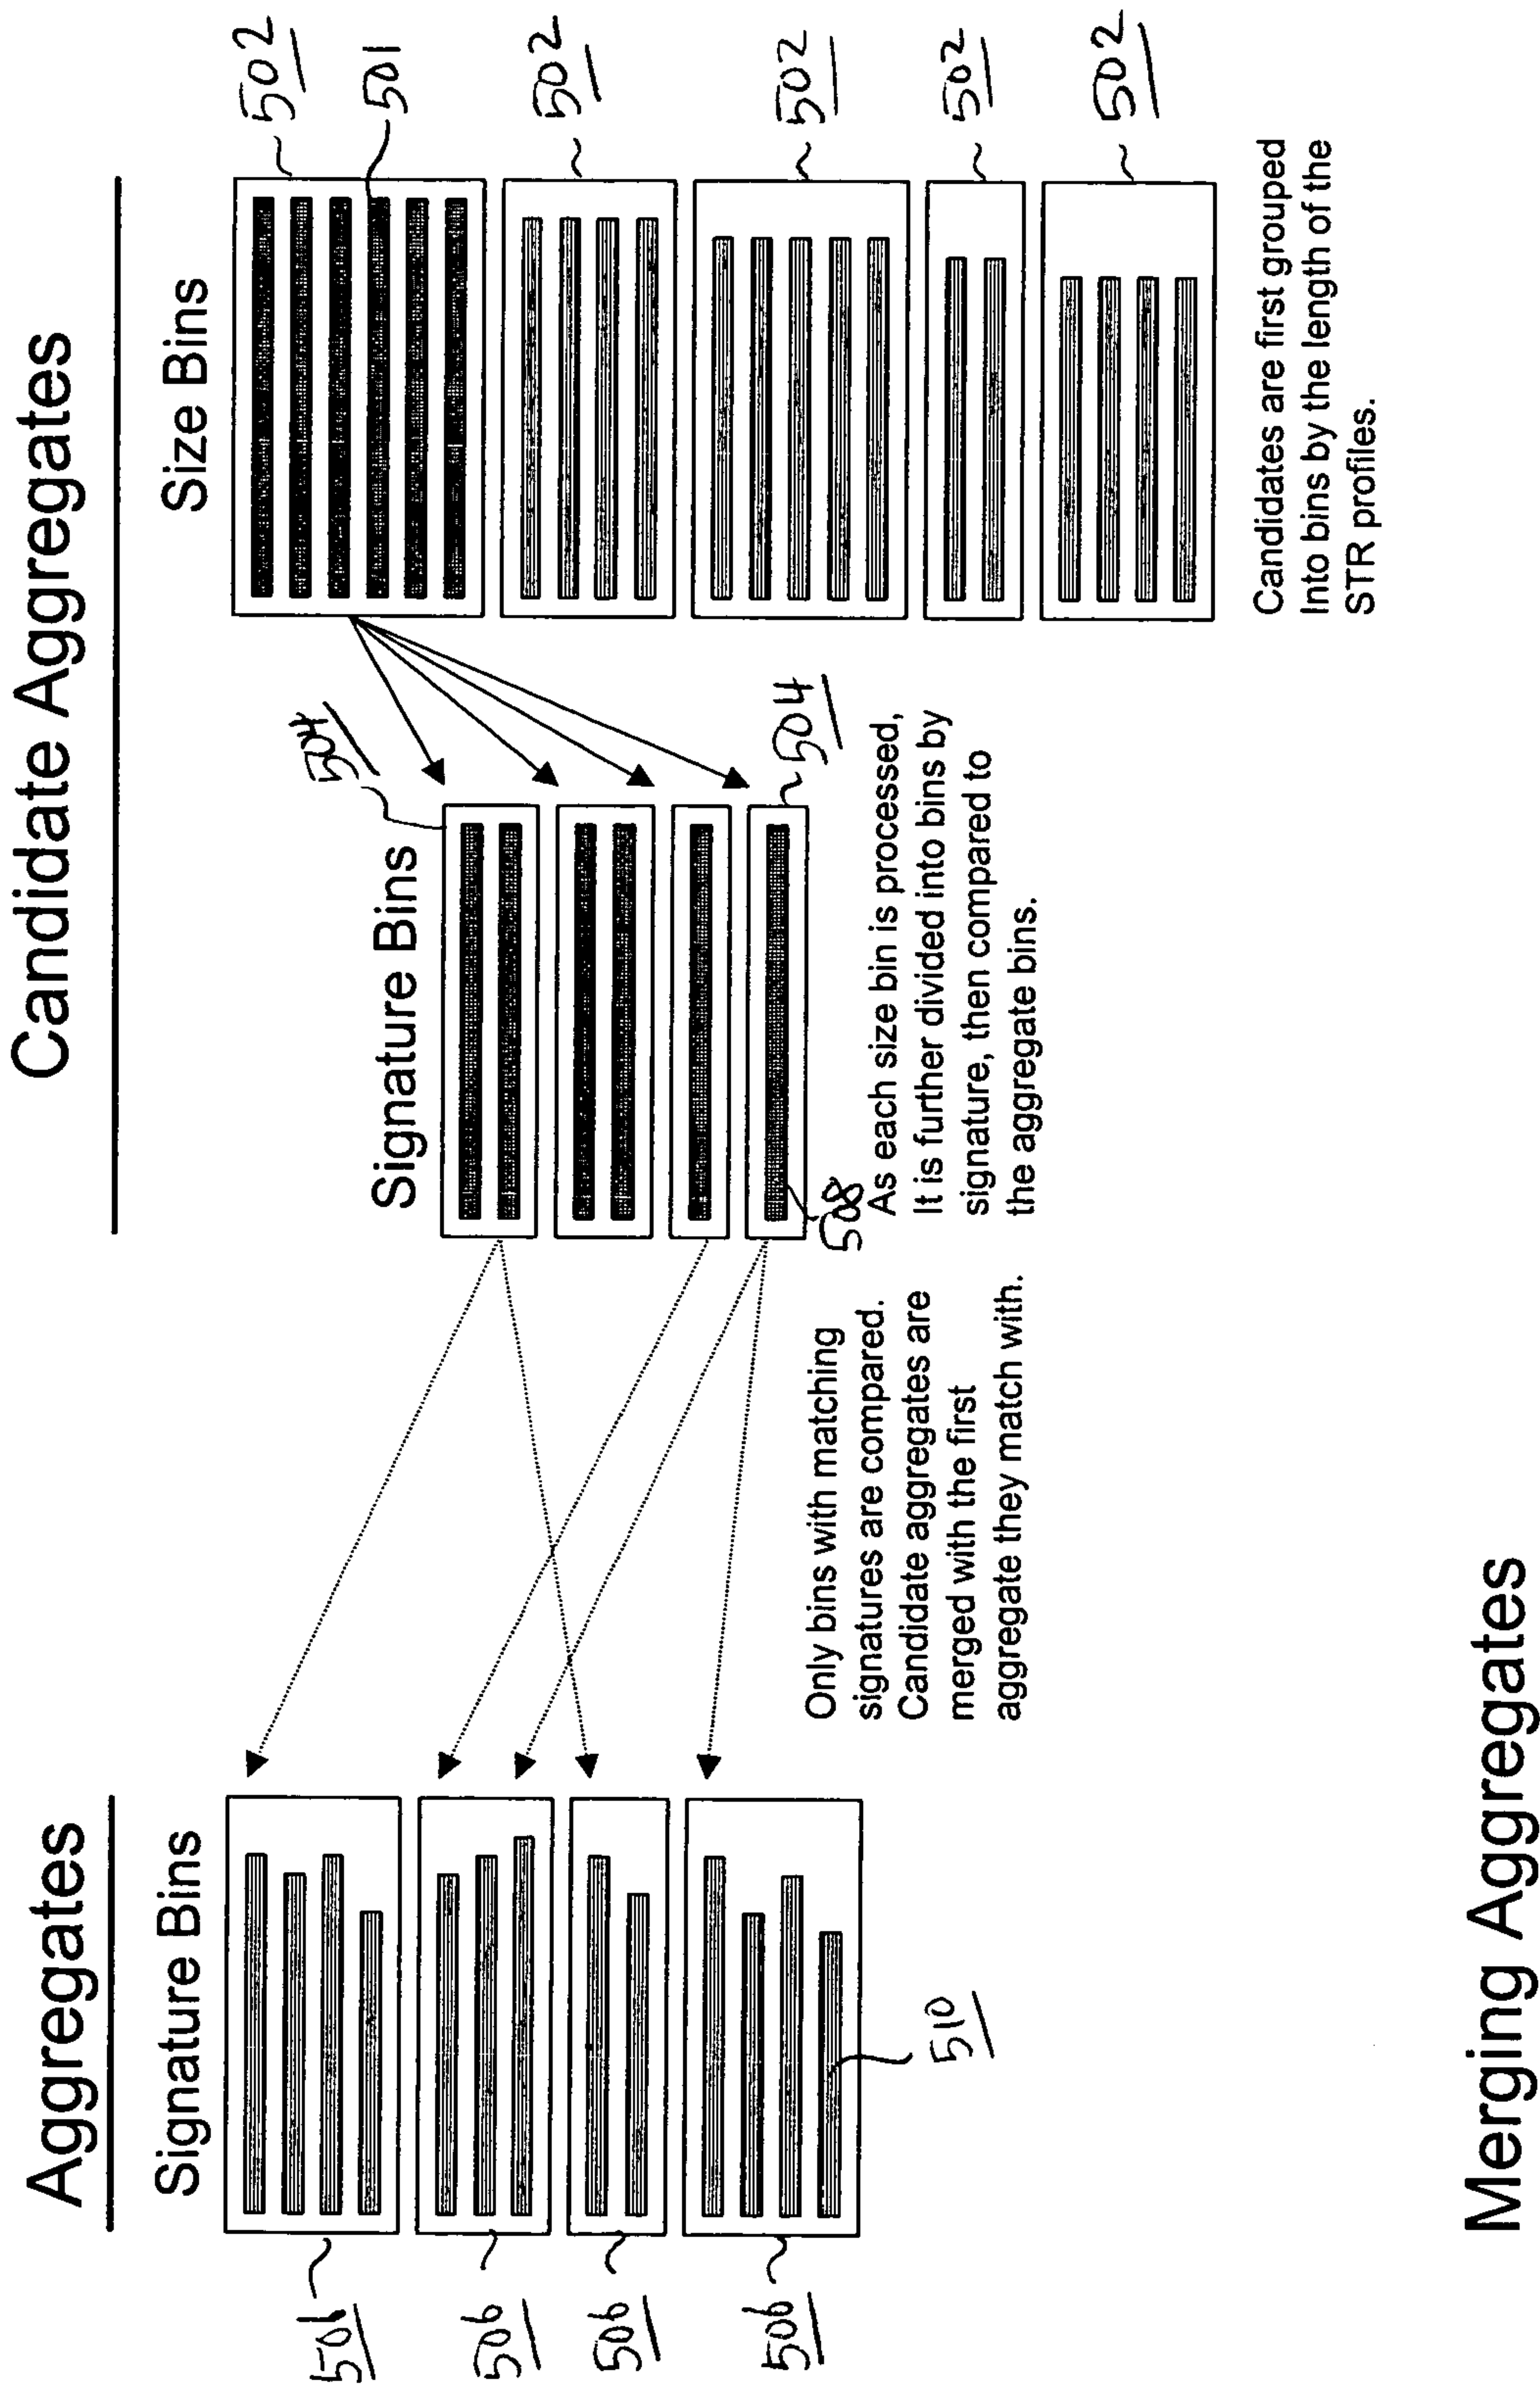 Candidate Aggregates
Aggregates
Size Bins
Signature Bins
Signature Bins
502
501
502
502
502
502
504
504
508
506
506
506
506
510
Candidates are first grouped
Into bins by the length of the
STR profiles.
As each size bin is processed,
It is further divided into bins by
signature, then compared to
the aggregate bins.
Only bins with matching
signatures are compared.
Candidate aggregates are
merged with the first
aggregate they match with.
Merging Aggregates